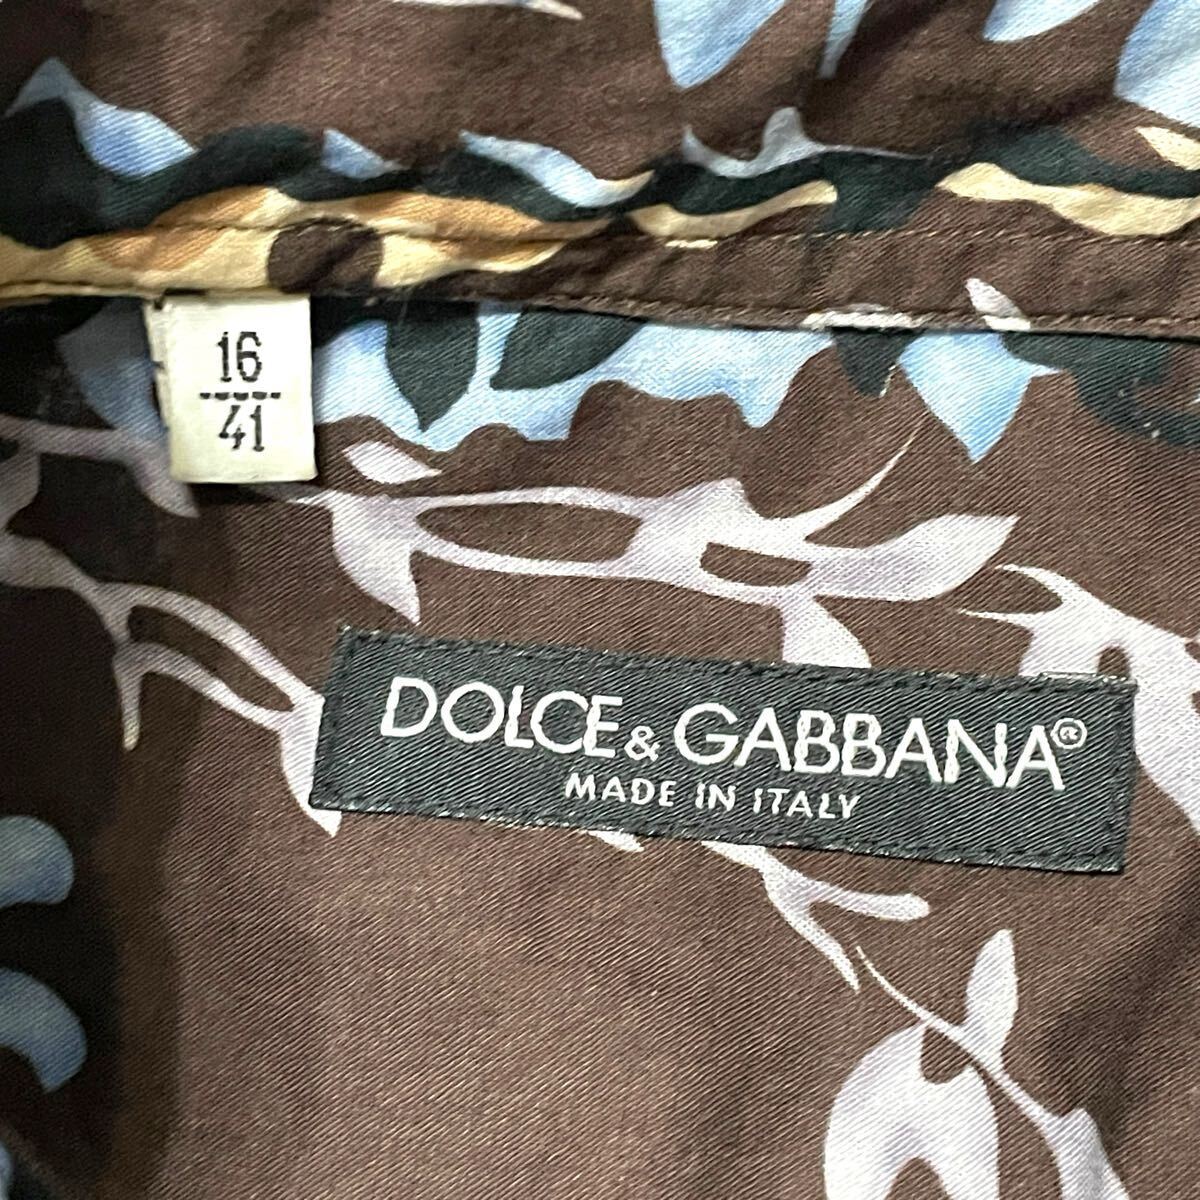 16
41
DOLCE & GABBANA®
MADE IN ITALY